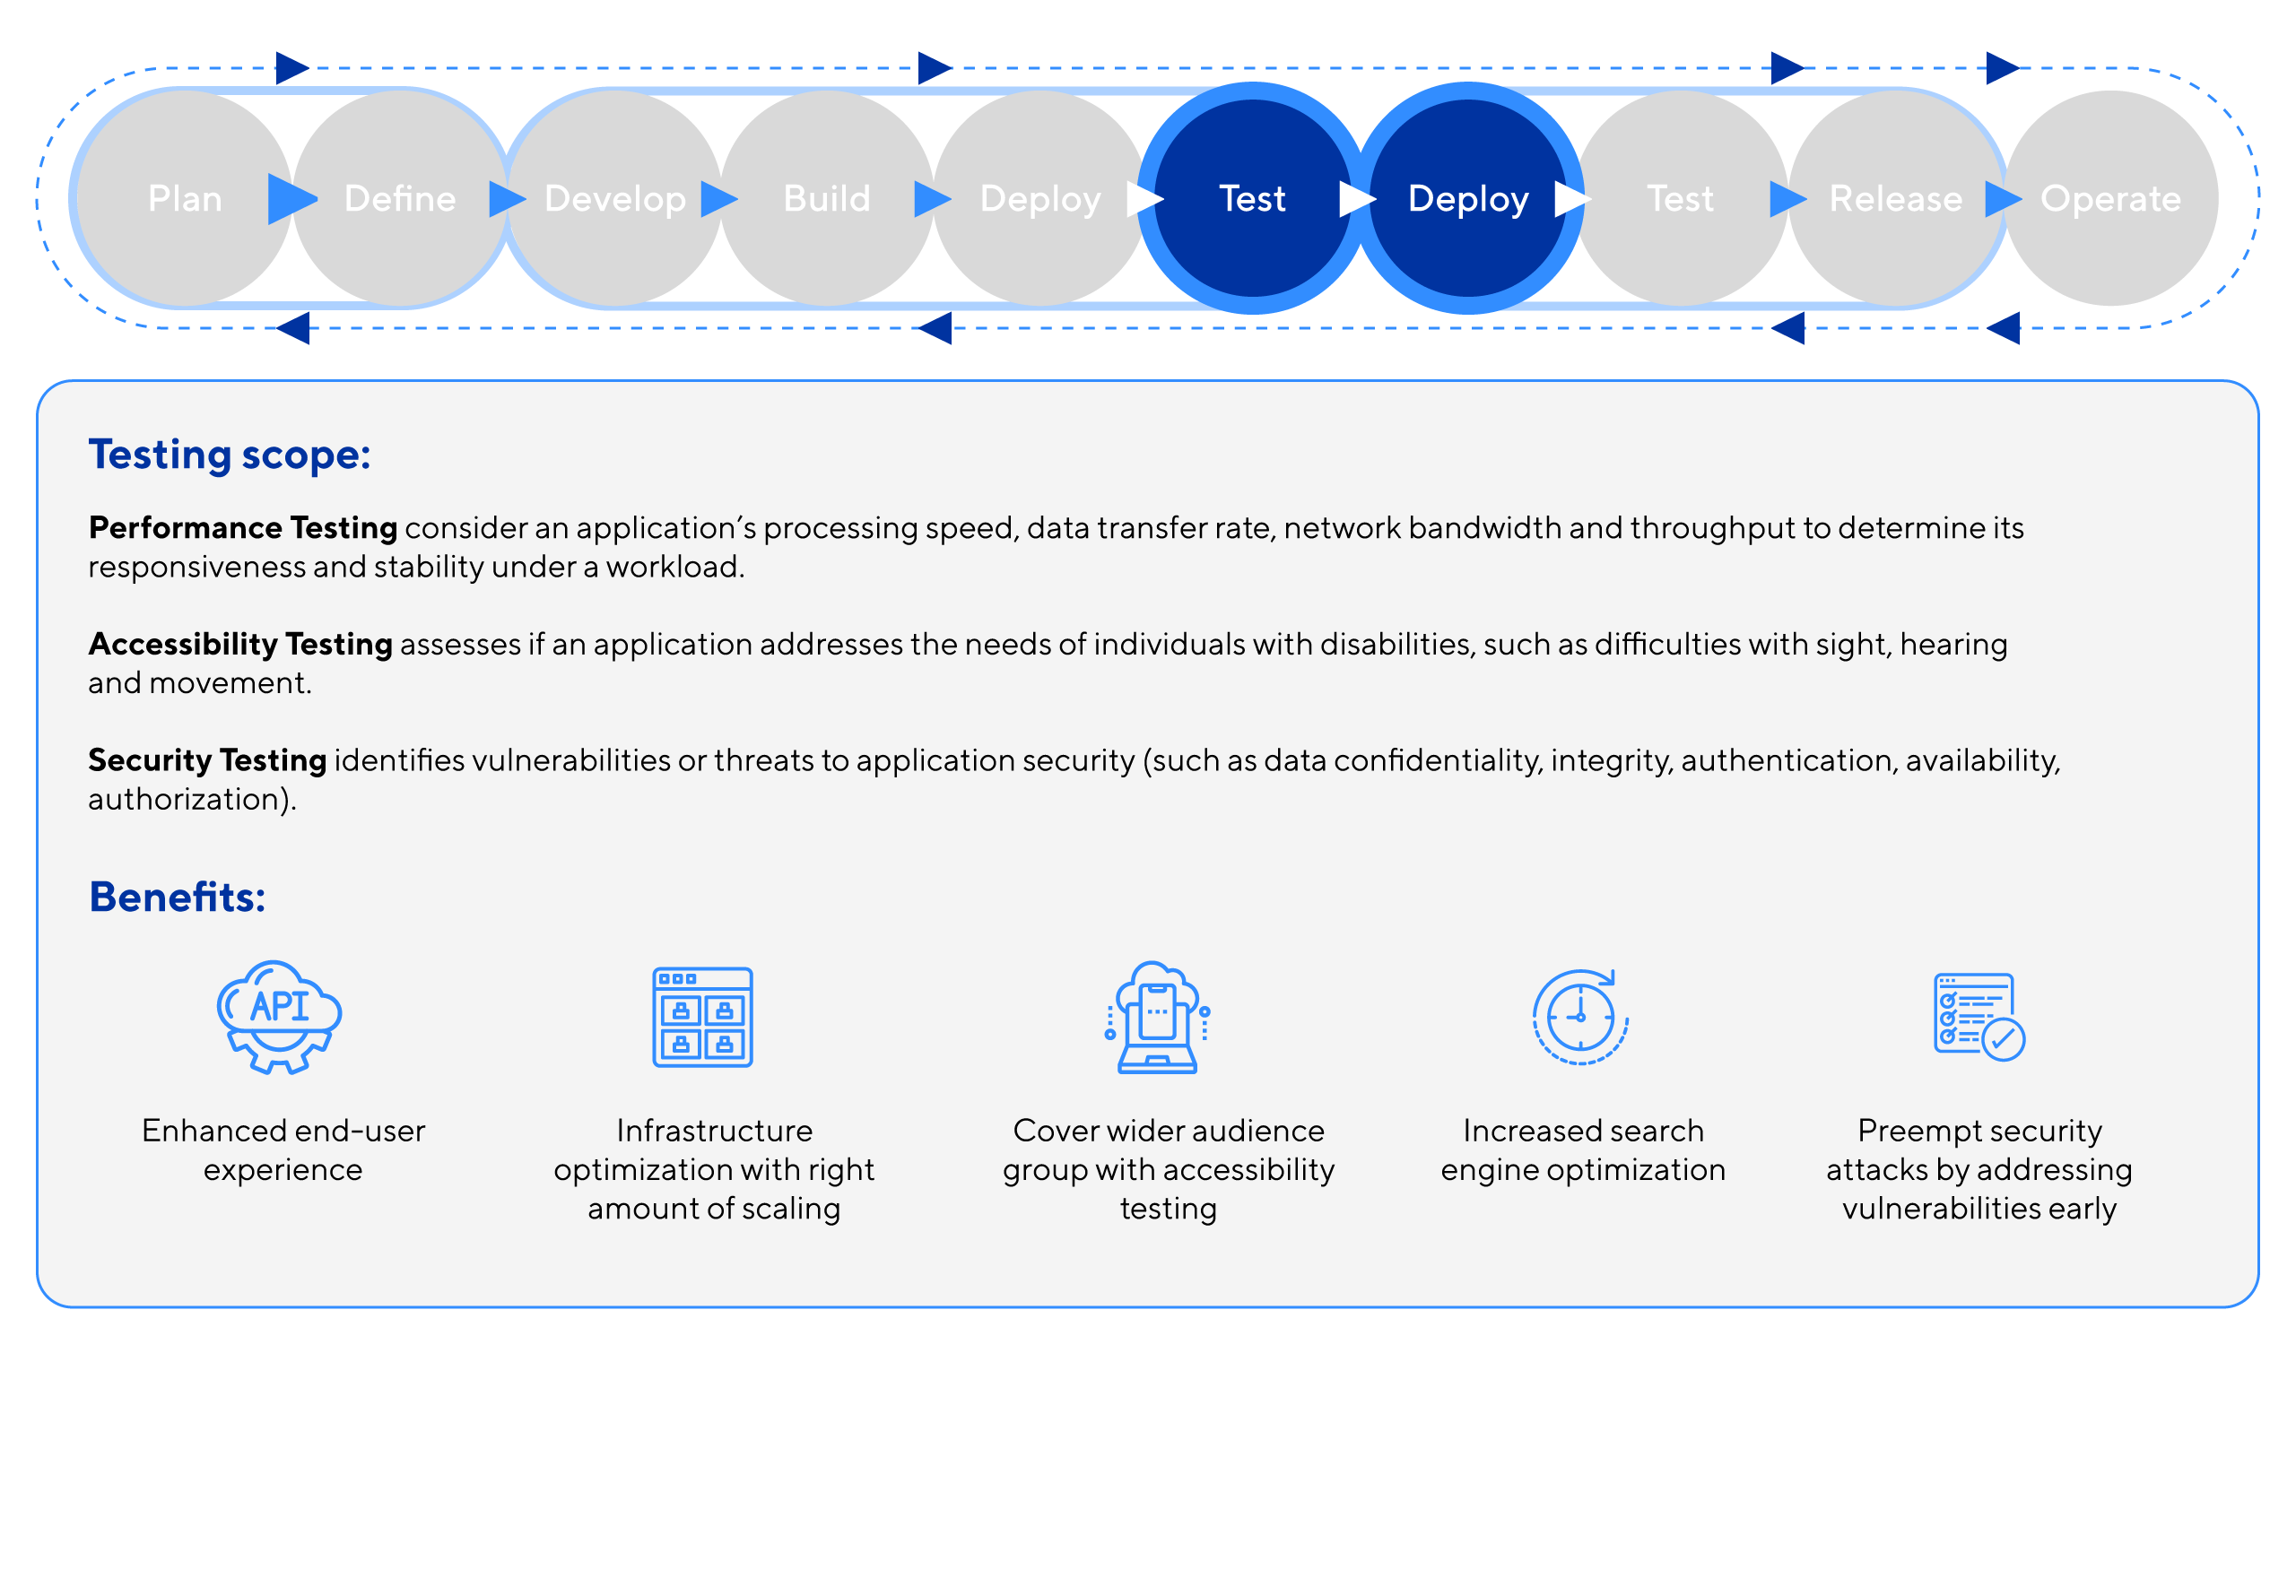 Plan
Define
Develop
Build
Deploy
Test
Deploy
Test
Release
Operate
Testing scope:
Performance Testing consider an application’s processing speed, data transfer rate, network bandwidth and throughput to determine its
responsiveness and stability under a workload.
Accessibility Testing assesses if an application addresses the needs of individuals with disabilities, such as difficulties with sight, hearing
and movement.
Security Testing identifies vulnerabilities or threats to application security (such as data confidentiality, integrity, authentication, availability,
authorization).
Benefits:
API
Enhanced end-user
experience
Infrastructure
optimization with right
amount of scaling
Cover wider audience
group with accessibility
testing
Increased search
engine optimization
Preempt security
attacks by addressing
vulnerabilities early